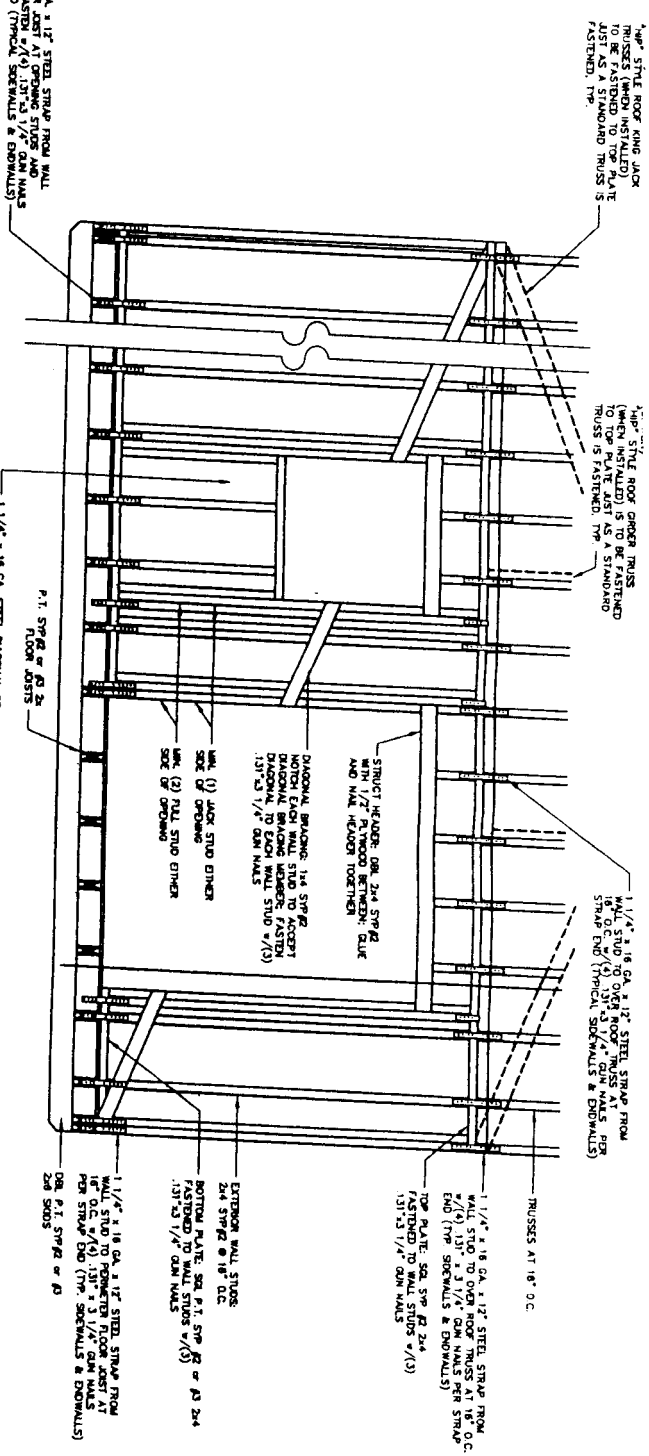 "HIP" STYLE ROOF KING JACK
TRUSSES (WHEN INSTALLED)
TO BE FASTENED TO TOP PLATE
JUST AS A STANDARD TRUSS IS
FASTENED, TYP.
"HIP" STYLE ROOF GIRDER TRUSS
(WHEN INSTALLED) IS TO BE FASTENED
TO TOP PLATE JUST AS A STANDARD
TRUSS IS FASTENED, TYP.
1 1/4" x 16 GA. x 12" STEEL STRAP FROM
WALL STUD TO OVER ROOF TRUSS AT
16" O.C. w/(4) .131"x3 1/4" GUN NAILS PER
STRAP END (TYPICAL SIDEWALLS & ENDWALLS)
TRUSSES AT 16" O.C.
1 1/4" x 16 GA. x 12" STEEL STRAP FROM
WALL STUD TO OVER ROOF TRUSS AT 16" O.C.
w/(4) .131" x 3 1/4" GUN NAILS PER STRAP
END (TYP. SIDEWALLS & ENDWALLS)
TOP PLATE: SGL SYP #2 2x4
FASTENED TO WALL STUDS w/(3)
.131"x3 1/4" GUN NAILS
STRUCT HEADER: DBL 2x4 SYP #2
WITH 1/2" PLYWOOD BETWEEN; GLUE
AND NAIL HEADER TOGETHER
DIAGONAL BRACING: 1x4 SYP #2
NOTCH EACH WALL STUD TO ACCEPT
DIAGONAL BRACING MEMBER; FASTEN
DIAGONAL TO EACH WALL STUD w/(3)
.131"x3 1/4" GUN NAILS
MIN. (1) JACK STUD EITHER
SIDE OF OPENING
MIN. (2) FULL STUD EITHER
SIDE OF OPENING
EXTERIOR WALL STUDS:
2x4 SYP #2 @ 16" O.C.
BOTTOM PLATE: SGL P.T. SYP #2 or #3 2x4
FASTENED TO WALL STUDS w/(3)
.131"x3 1/4" GUN NAILS
1 1/4" x 16 GA. x 12" STEEL STRAP FROM
WALL STUD TO PERIMETER FLOOR JOIST AT
16" O.C. w/(4) .131" x 3 1/4" GUN NAILS
PER STRAP END (TYP. SIDEWALLS & ENDWALLS)
DBL P.T. SYP #2 or #3
2x6 SKIDS
P.T. SYP #2 or #3 2x
FLOOR JOISTS
GA. x 12" STEEL STRAP FROM WALL
JOIST AT OPENING STUDS AND
w/(4) .131"x3 1/4" GUN NAILS
(TYPICAL SIDEWALLS & ENDWALLS)
1 1/4" x 16 GA. STEEL